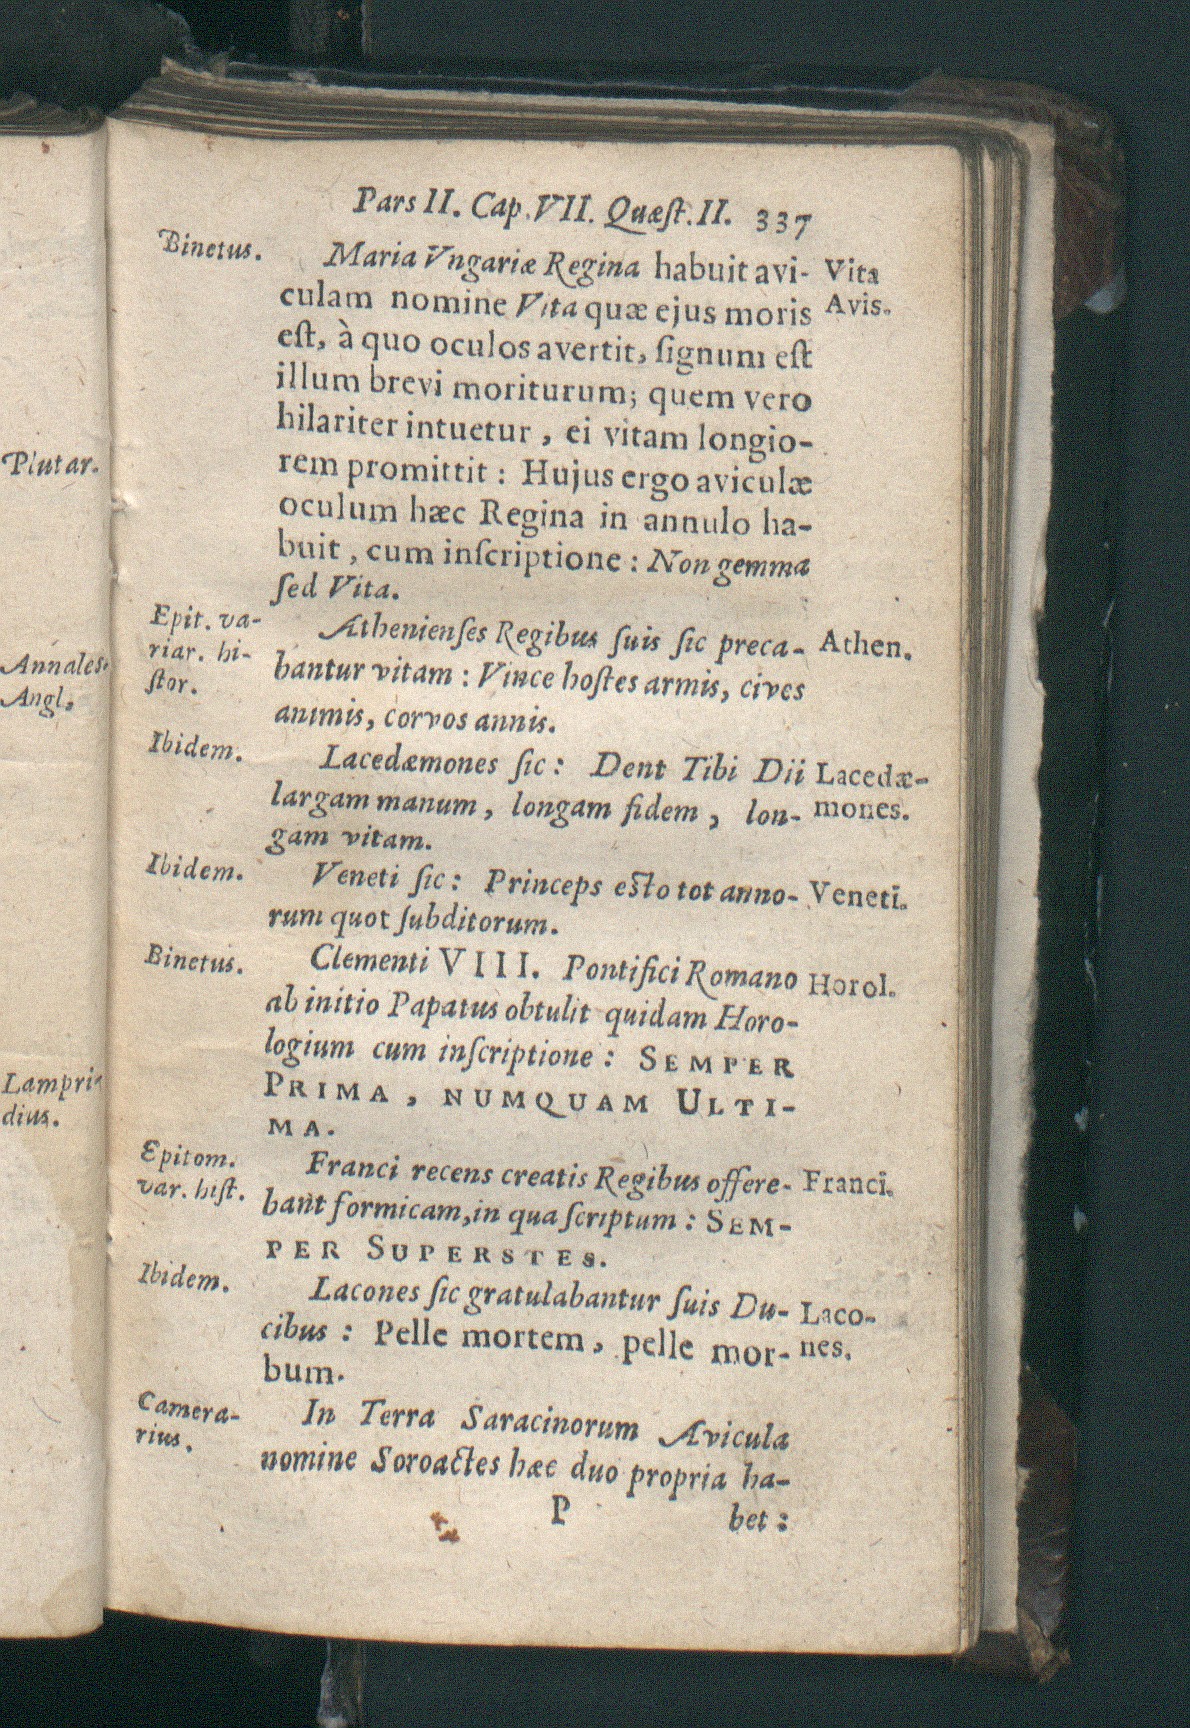 Plutar.
Annales.
Angl.
Lampri-
dius.
Pars II. Cap. VII. Quæſt. II. 337
Binetus.
Maria Vngariæ Regina habuit avi-
Vita
culam nomine Vita quæ ejus moris
Avis.
eſt, à quo oculos avertit, ſignum eſt
illum brevi moriturum; quem vero
hilariter intuetur, ei vitam longio-
rem promittit: Hujus ergo aviculæ
oculum hæc Regina in annulo ha-
buit, cum inſcriptione: Non gemma
ſed Vita.
Epit. va-
riar. hi-
ſtor.
Athenienſes Regibus ſuis ſic preca-
Athen.
bantur vitam: Vince hoſtes armis, cives
animis, corvos annis.
Ibidem.
Lacedæmones ſic: Dent Tibi Dii
Lacedæ-
largam manum, longam fidem, lon-
mones.
gam vitam.
Ibidem.
Veneti ſic: Princeps eſto tot anno-
Veneti.
rum quot ſubditorum.
Binetus.
Clementi VIII. Pontifici Romano
Horol.
ab initio Papatus obtulit quidam Horo-
logium cum inſcriptione: SEMPER
PRIMA, NUMQUAM ULTI-
MA.
Epitom.
var. hiſt.
Franci recens creatis Regibus offere-
Franci.
bant formicam, in qua ſcriptum: SEM-
PER SUPERSTES.
Ibidem.
Lacones ſic gratulabantur ſuis Du-
Laco-
cibus: Pelle mortem, pelle mor-
nes.
bum.
Camera-
rius.
In Terra Saracinorum Avicula
nomine Soroactes hæc duo propria ha-
P
bet: